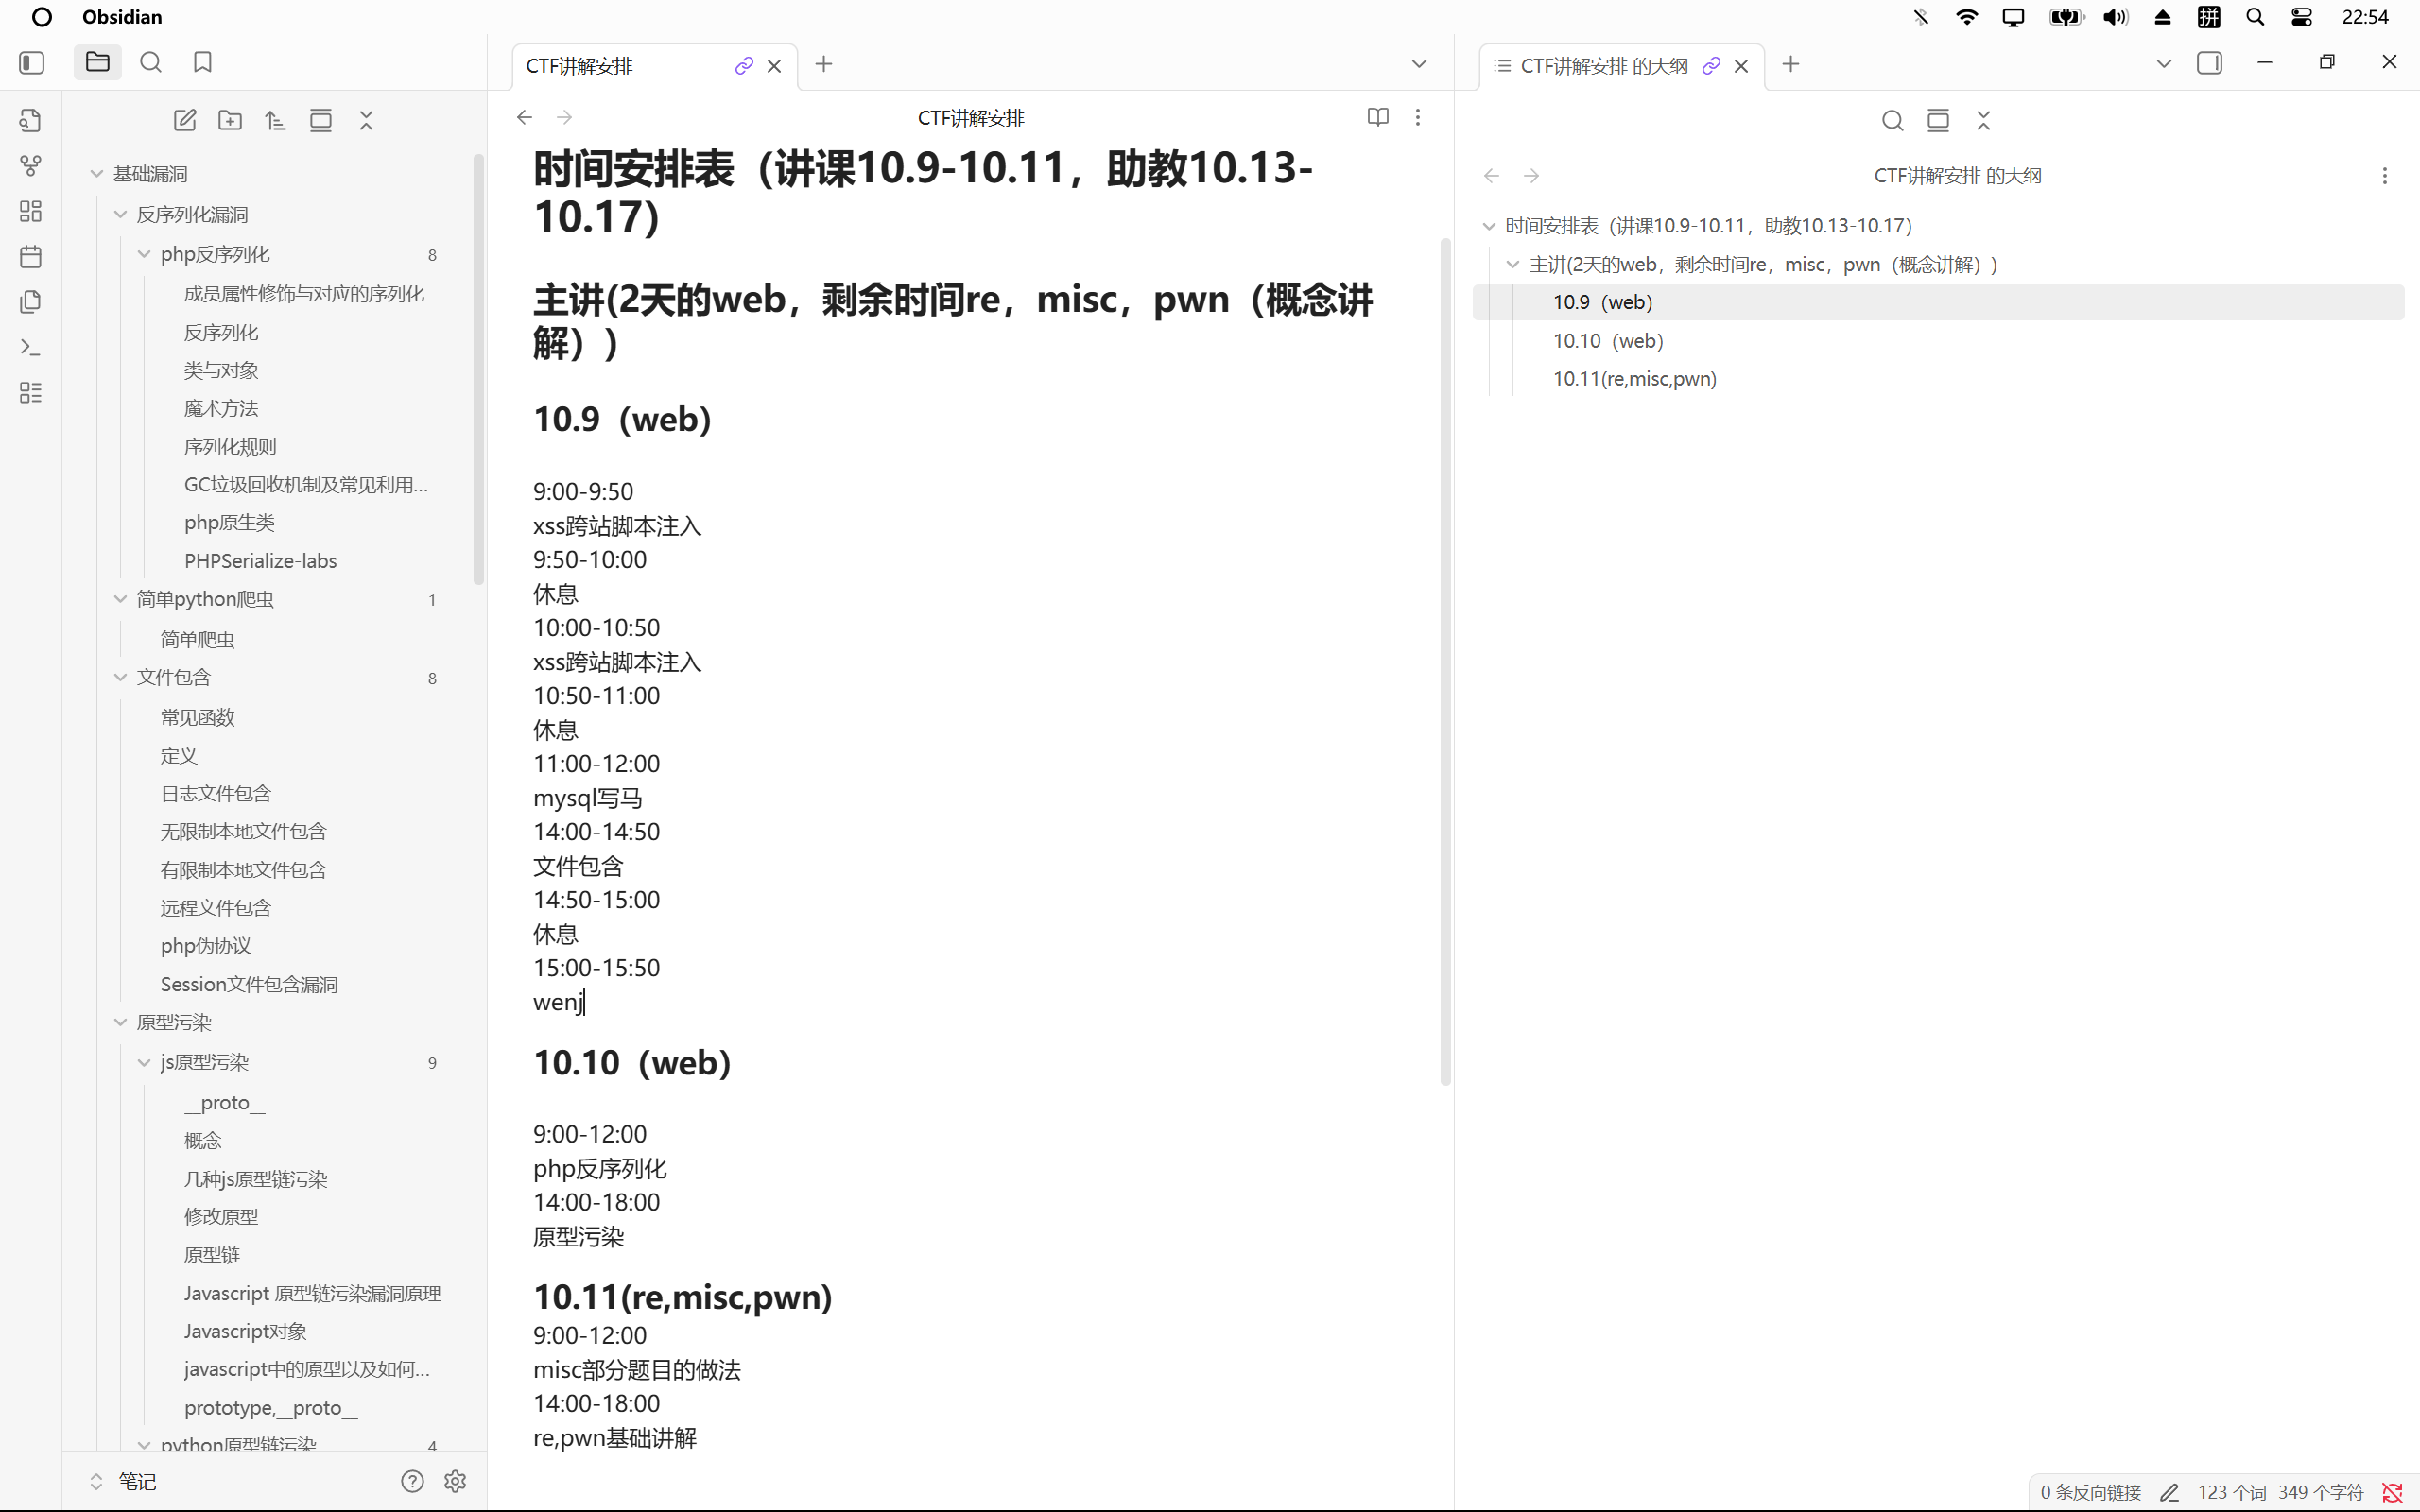 Obsidian
22:54
CTF讲解安排
CTF讲解安排 的大纲
CTF讲解安排
CTF讲解安排 的大纲
基础漏洞
反序列化漏洞
php反序列化 8
成员属性修饰与对应的序列化
反序列化
类与对象
魔术方法
序列化规则
GC垃圾回收机制及常见利用...
php原生类
PHPSerialize-labs
简单python爬虫 1
简单爬虫
文件包含 8
常见函数
定义
日志文件包含
无限制本地文件包含
有限制本地文件包含
远程文件包含
php伪协议
Session文件包含漏洞
原型污染
js原型污染 9
__proto__
概念
几种js原型链污染
修改原型
原型链
Javascript 原型链污染漏洞原理
Javascript对象
javascript中的原型以及如何...
prototype,__proto__
python原型链污染 4
笔记
时间安排表（讲课10.9-10.11，助教10.13-
10.17）
主讲(2天的web，剩余时间re，misc，pwn（概念讲
解）)
10.9（web）
9:00-9:50
xss跨站脚本注入
9:50-10:00
休息
10:00-10:50
xss跨站脚本注入
10:50-11:00
休息
11:00-12:00
mysql写马
14:00-14:50
文件包含
14:50-15:00
休息
15:00-15:50
wenj
10.10（web）
9:00-12:00
php反序列化
14:00-18:00
原型污染
10.11(re,misc,pwn)
9:00-12:00
misc部分题目的做法
14:00-18:00
re,pwn基础讲解
时间安排表（讲课10.9-10.11，助教10.13-10.17）
主讲(2天的web，剩余时间re，misc，pwn（概念讲解）)
10.9（web）
10.10（web）
10.11(re,misc,pwn)
0 条反向链接 123 个词 349 个字符
拼